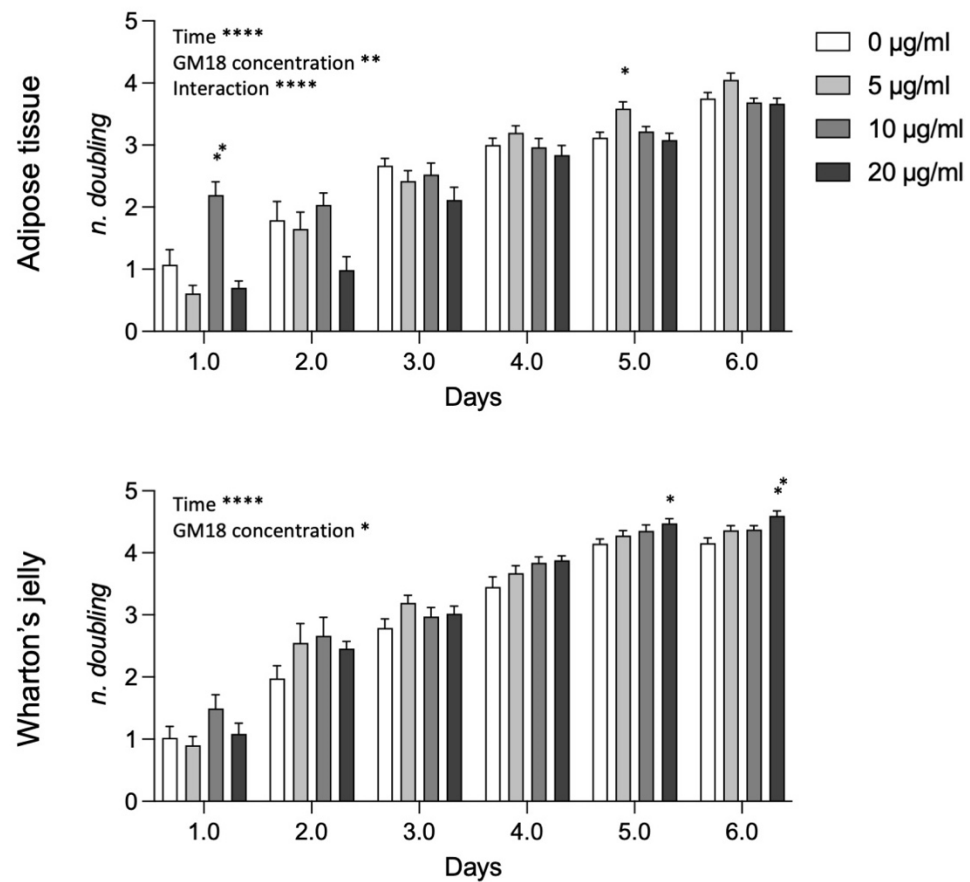 Adipose tissue
n. doubling
5
4
3
2
1
0
Time ****
GM18 concentration **
Interaction ****
**
*
1.0 2.0 3.0 4.0 5.0 6.0
Days
0 µg/ml
5 µg/ml
10 µg/ml
20 µg/ml
Wharton's jelly
n. doubling
5
4
3
2
1
0
Time ****
GM18 concentration *
*
**
1.0 2.0 3.0 4.0 5.0 6.0
Days